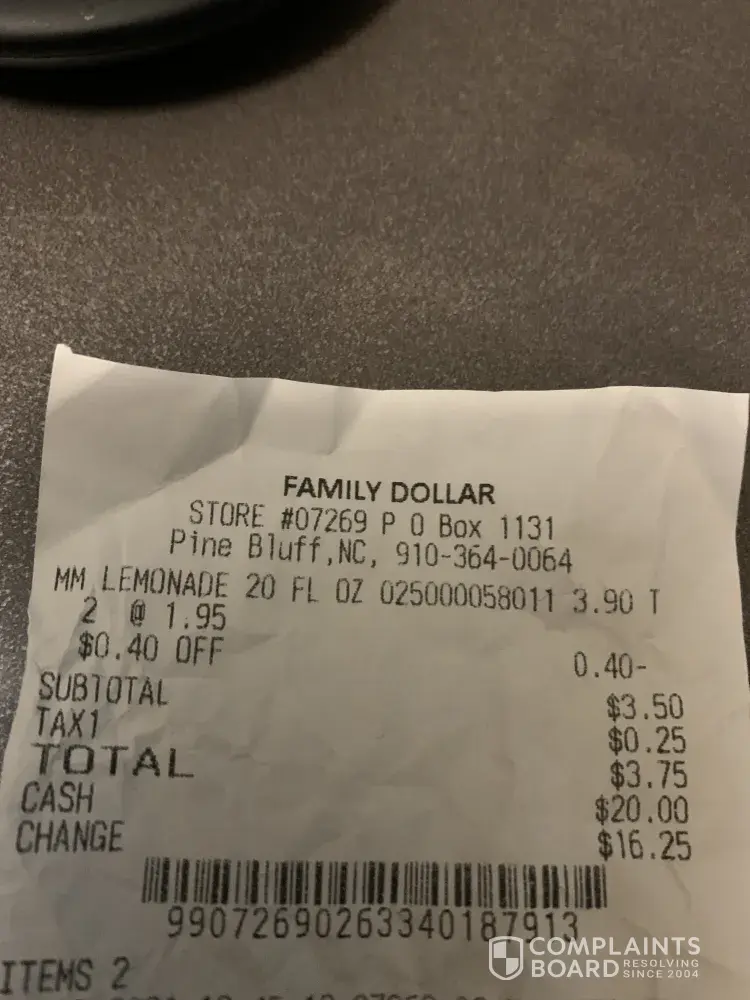 FAMILY DOLLAR
STORE #07269 P O Box 1131
Pine Bluff,NC, 910-364-0064
MM LEMONADE 20 FL OZ 025000058011 3.90 T
2 @ 1.95
$0.40 OFF 0.40-
SUBTOTAL $3.50
TAX1 $0.25
TOTAL $3.75
CASH $20.00
CHANGE $16.25
99072690263340187913
ITEMS 2
COMPLAINTS
BOARD RESOLVING
SINCE 2004